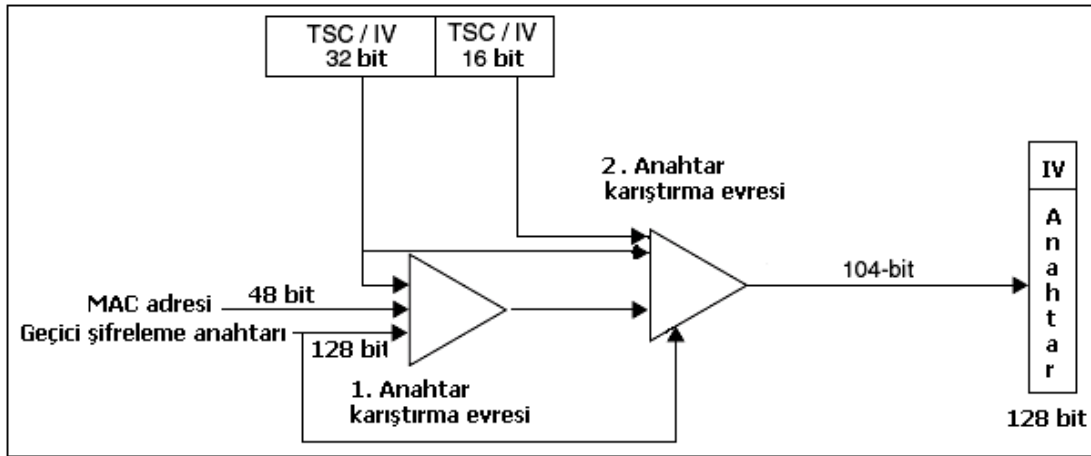 TSC / IV
32 bit
TSC / IV
16 bit
2. Anahtar
karıştırma evresi
IV
Anahtar
104-bit
MAC adresi
48 bit
Geçici şifreleme anahtarı
128 bit
1. Anahtar
karıştırma evresi
128 bit